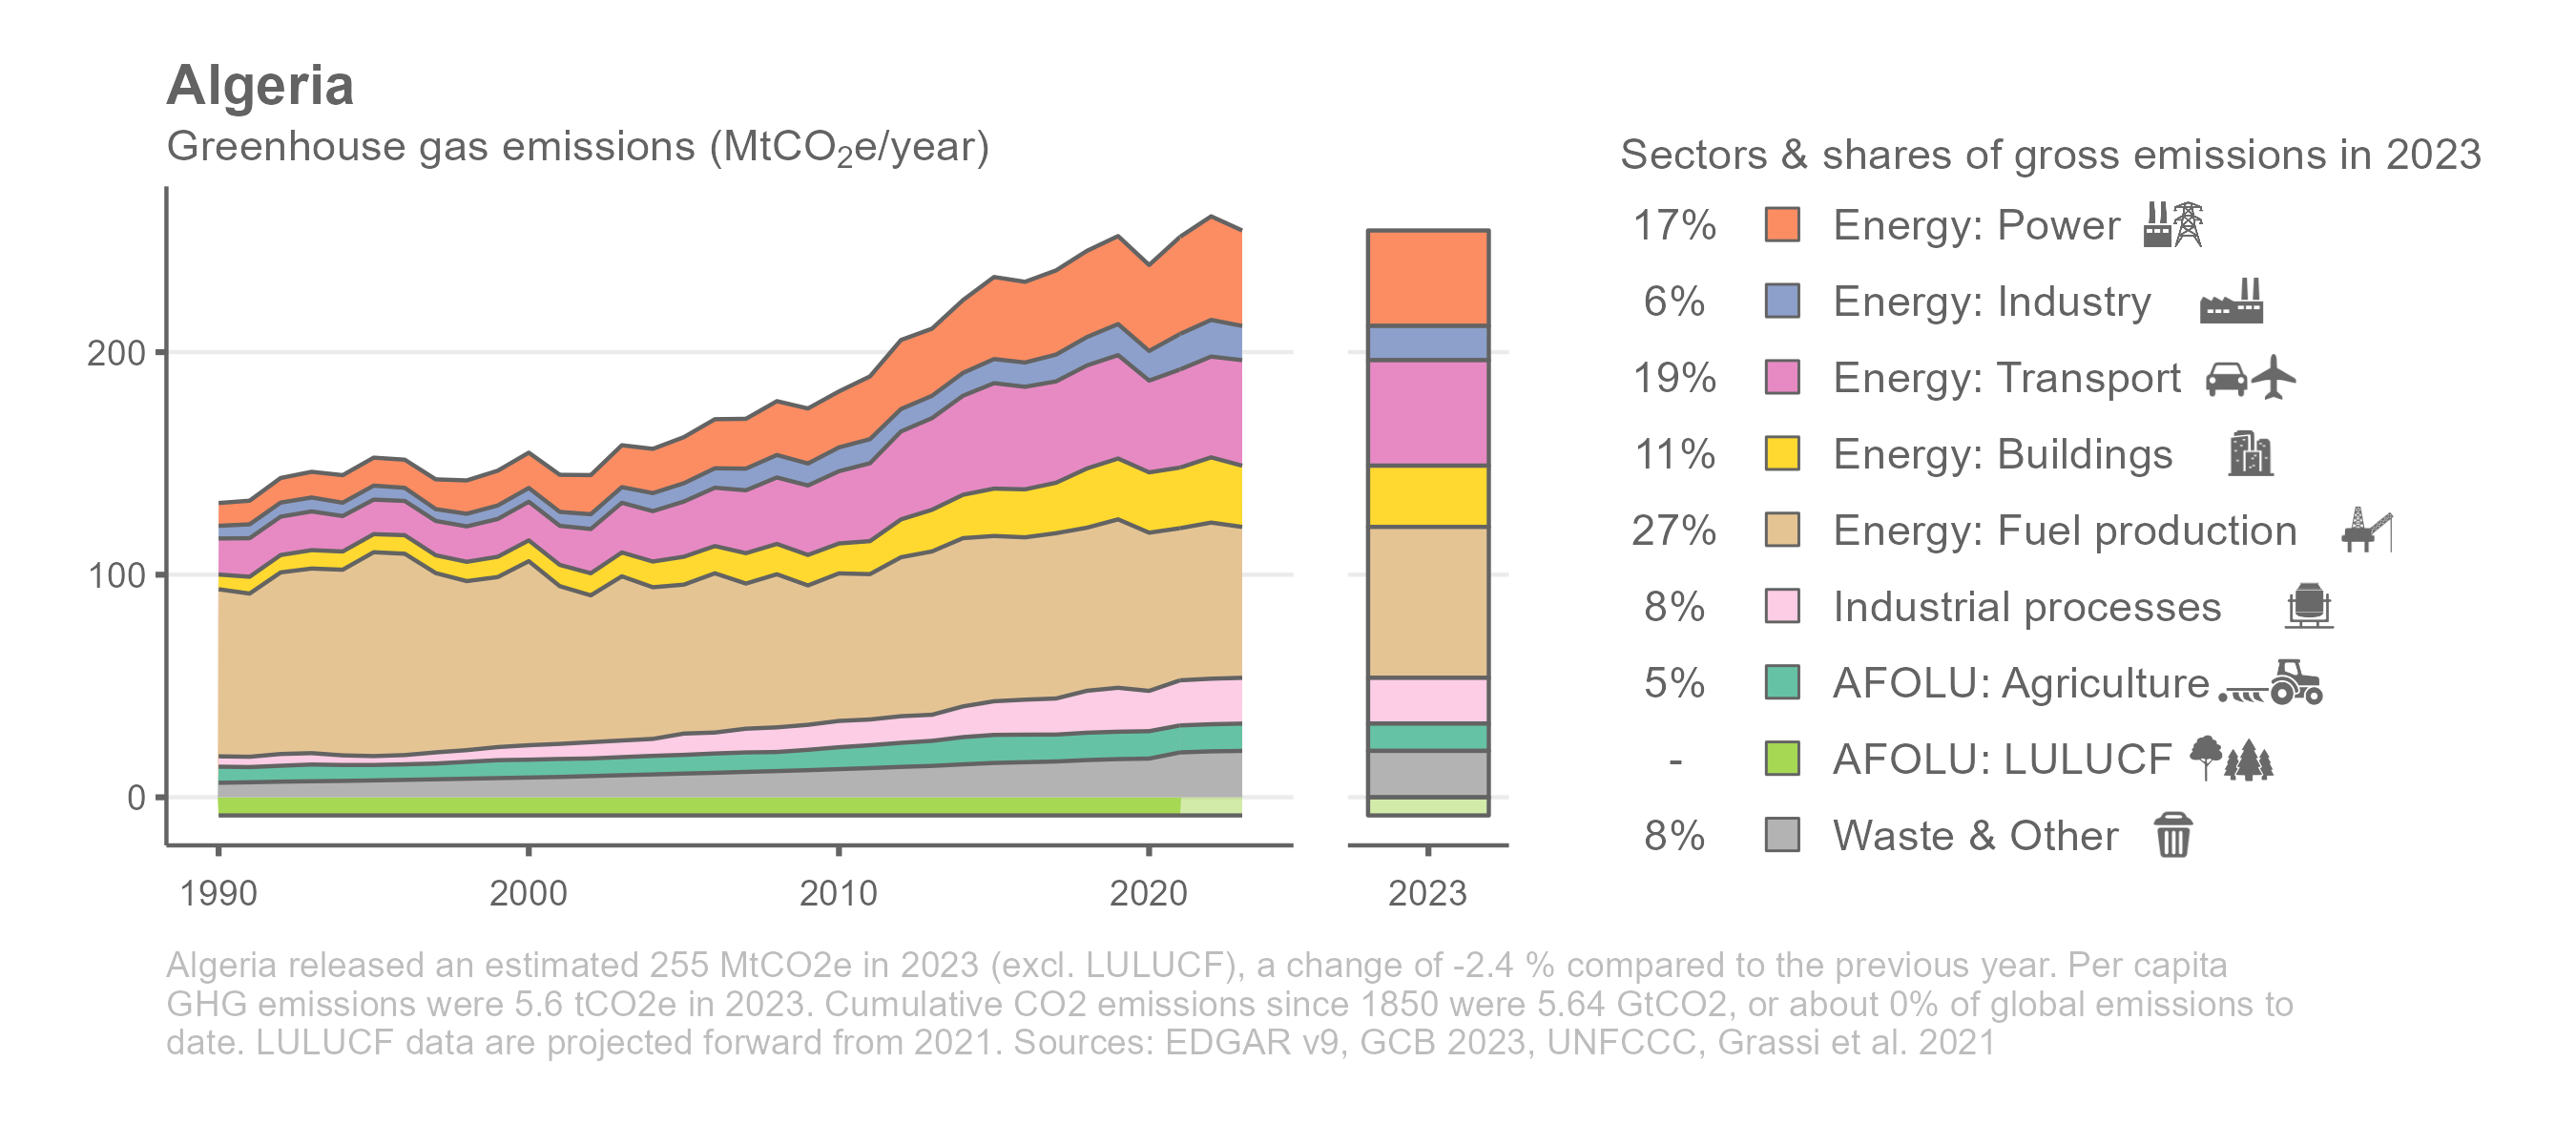 Algeria
Greenhouse gas emissions (MtCO₂e/year)
200
100
0
1990 2000 2010 2020 2023
Sectors & shares of gross emissions in 2023
17% Energy: Power
6% Energy: Industry
19% Energy: Transport
11% Energy: Buildings
27% Energy: Fuel production
8% Industrial processes
5% AFOLU: Agriculture
- AFOLU: LULUCF
8% Waste & Other
Algeria released an estimated 255 MtCO2e in 2023 (excl. LULUCF), a change of -2.4 % compared to the previous year. Per capita
GHG emissions were 5.6 tCO2e in 2023. Cumulative CO2 emissions since 1850 were 5.64 GtCO2, or about 0% of global emissions to
date. LULUCF data are projected forward from 2021. Sources: EDGAR v9, GCB 2023, UNFCCC, Grassi et al. 2021